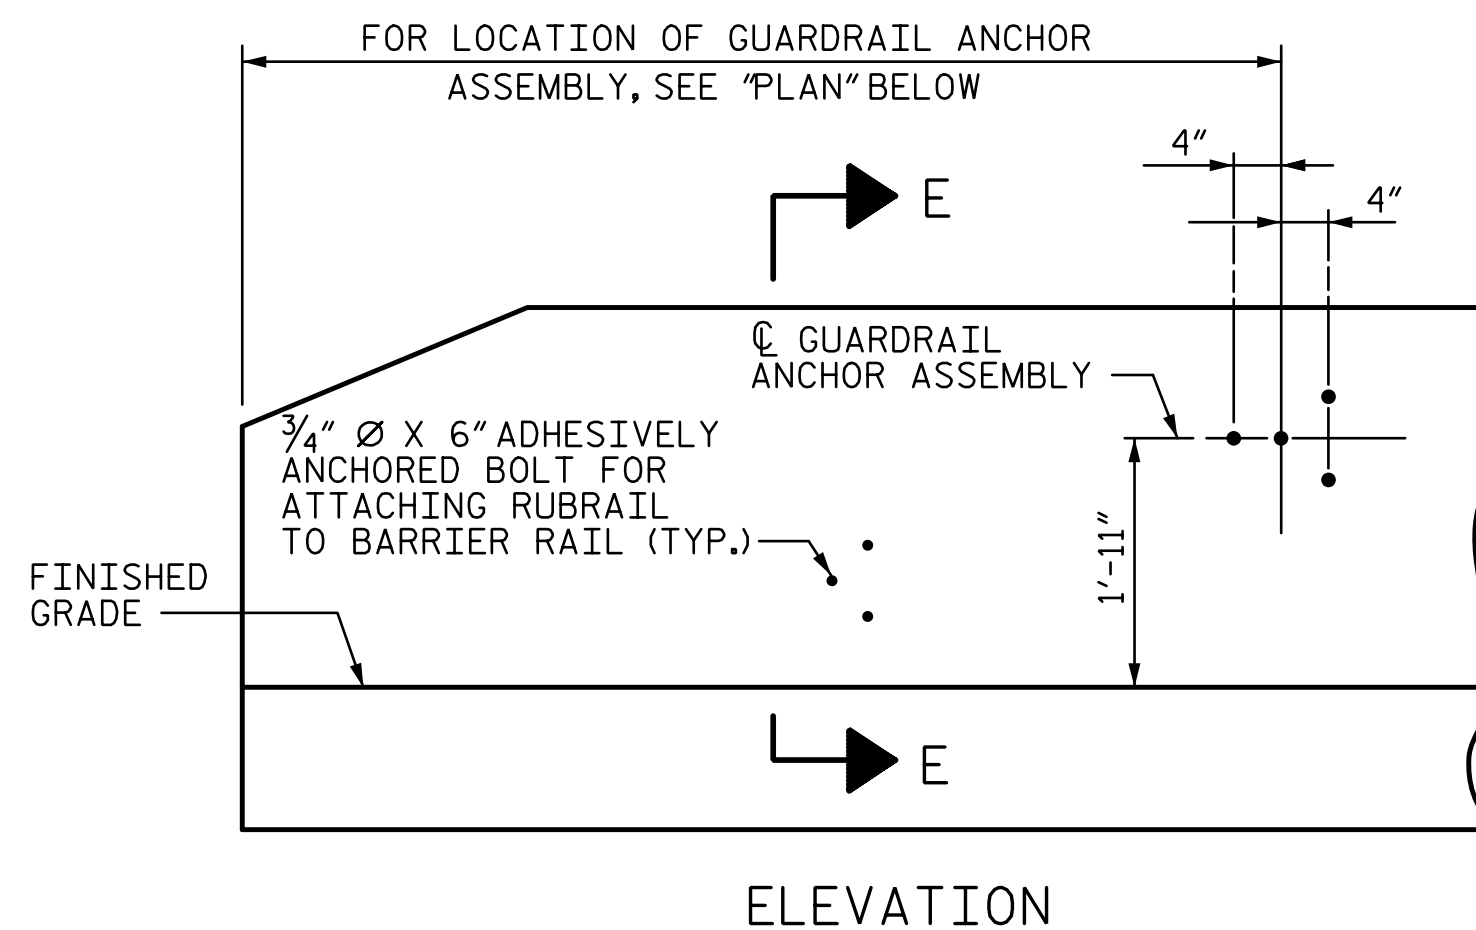 FOR LOCATION OF GUARDRAIL ANCHOR
ASSEMBLY, SEE "PLAN" BELOW
4"
4"
E
℄ GUARDRAIL
ANCHOR ASSEMBLY
3/4" Ø X 6" ADHESIVELY
ANCHORED BOLT FOR
ATTACHING RUBRAIL
TO BARRIER RAIL (TYP.)
1'-11"
FINISHED
GRADE
E
ELEVATION